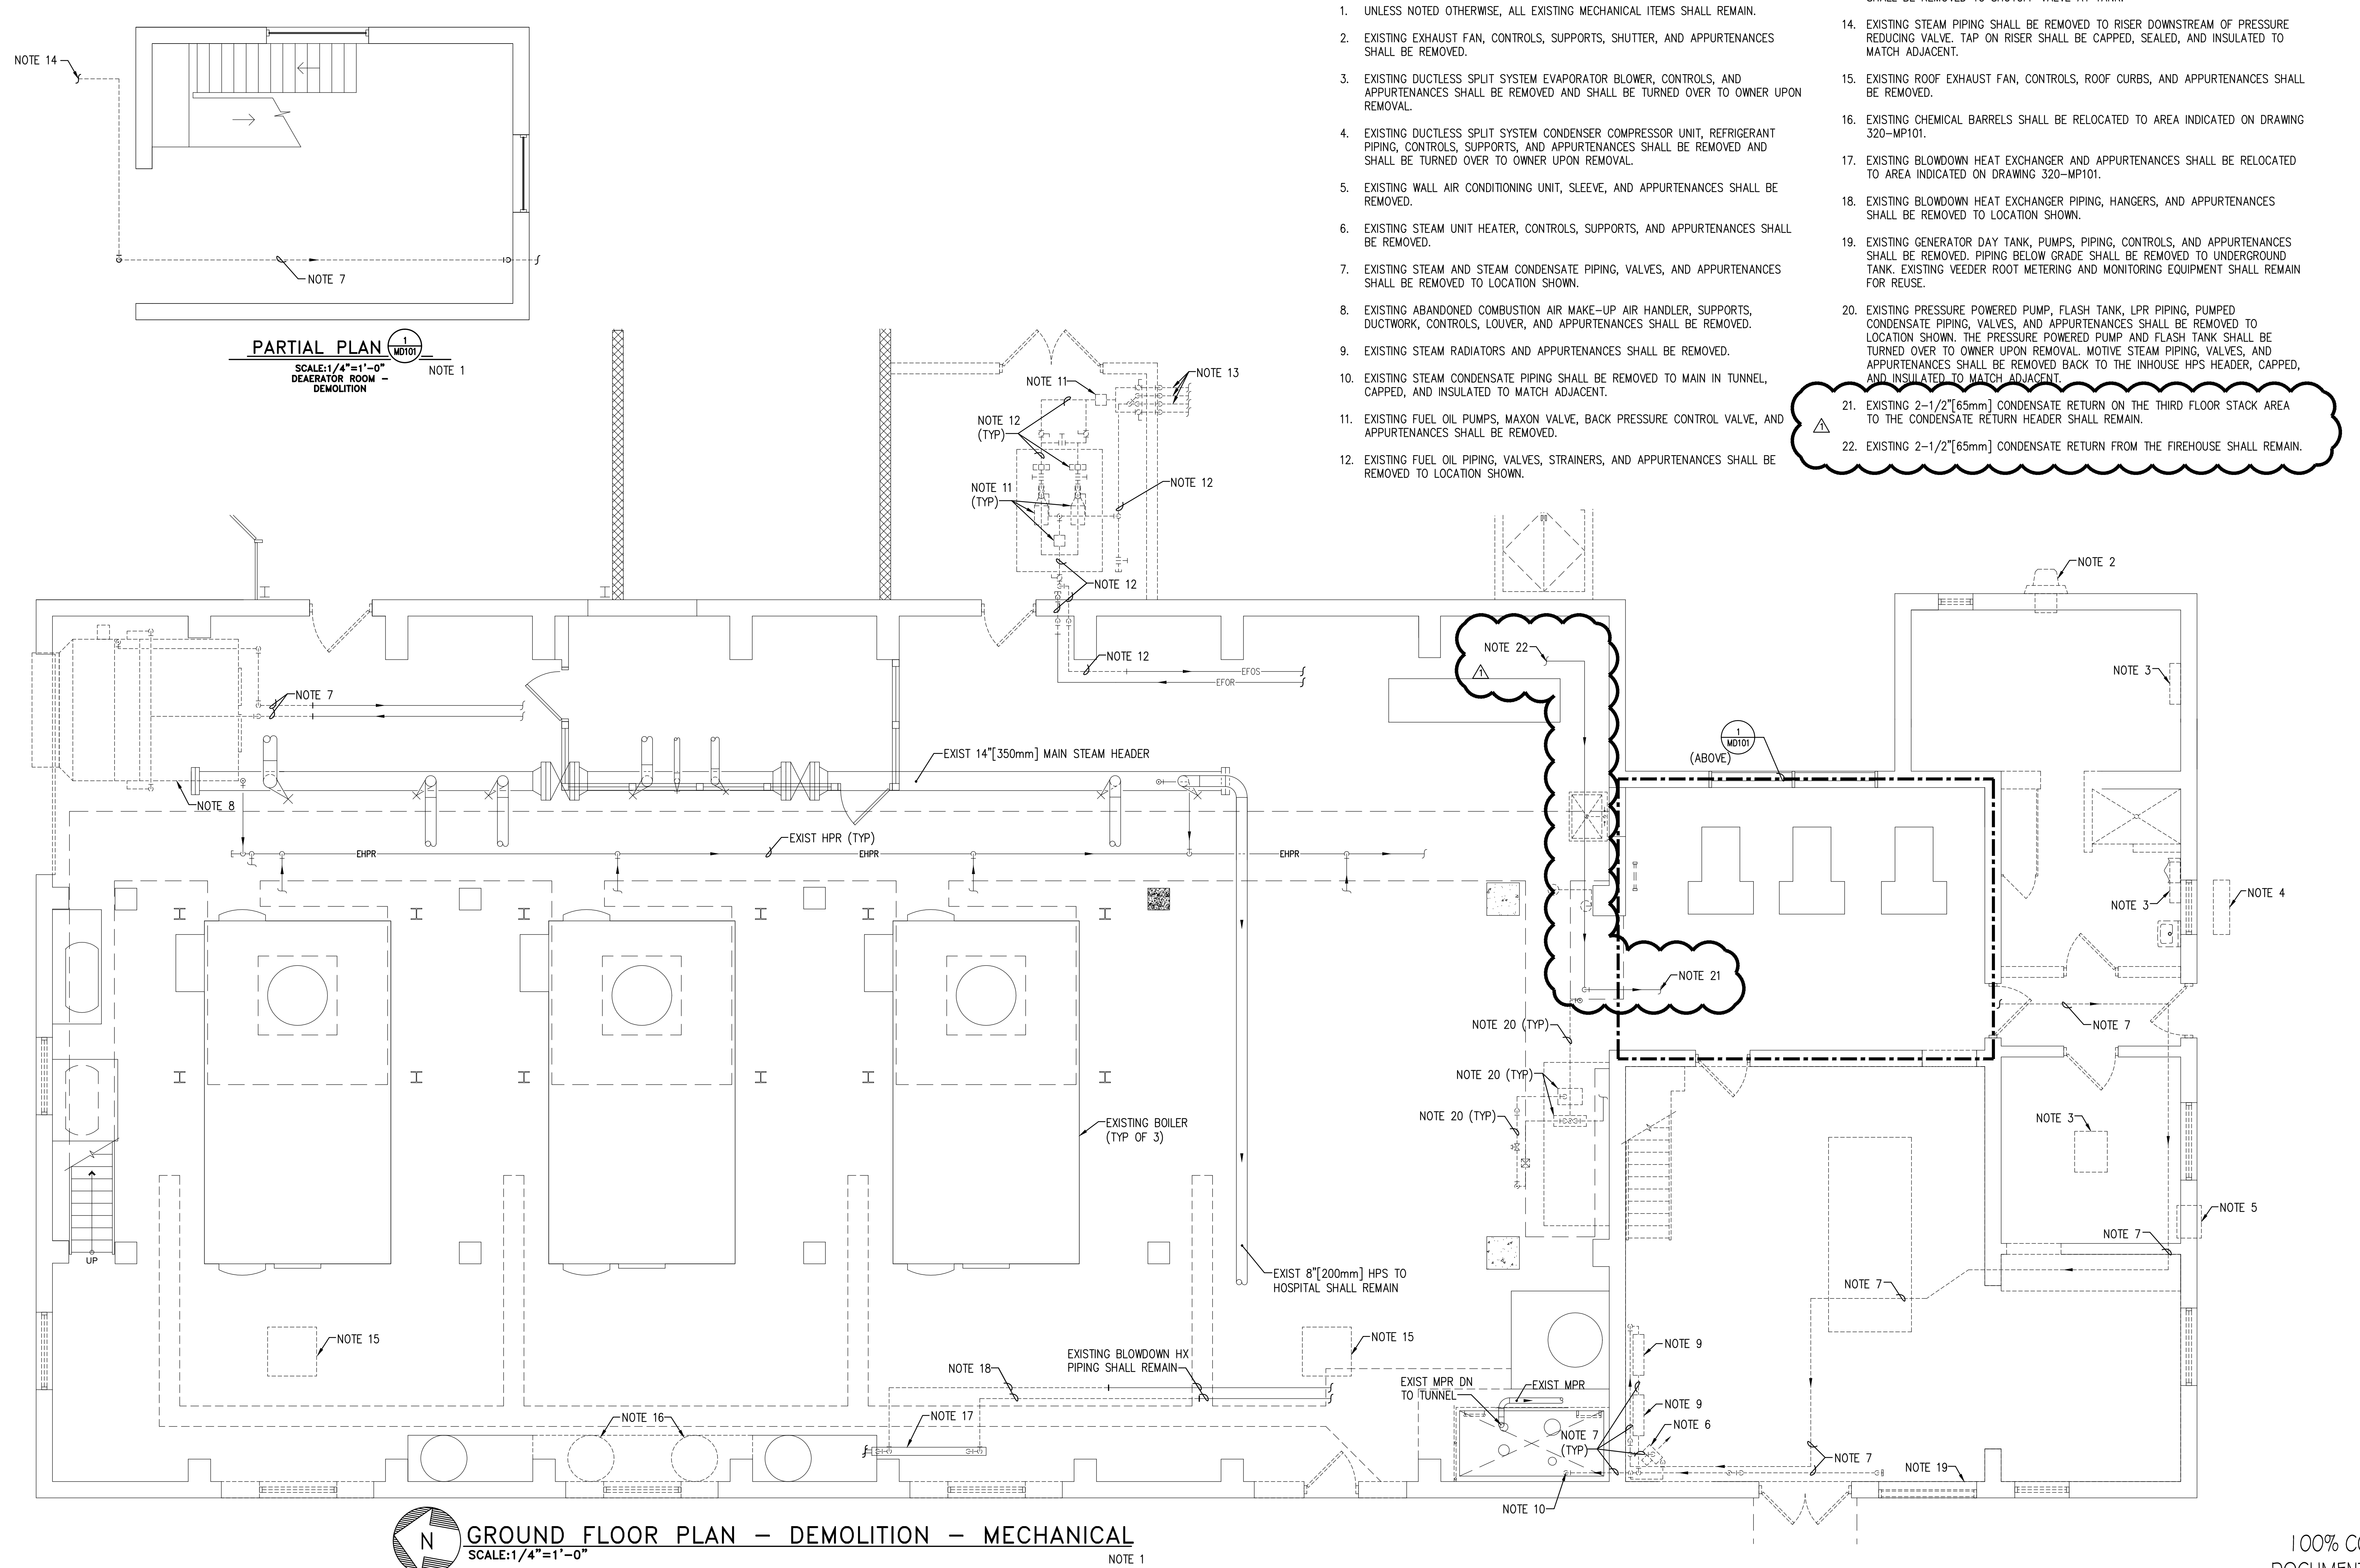 1. UNLESS NOTED OTHERWISE, ALL EXISTING MECHANICAL ITEMS SHALL REMAIN.
2. EXISTING EXHAUST FAN, CONTROLS, SUPPORTS, SHUTTER, AND APPURTENANCES
SHALL BE REMOVED.
3. EXISTING DUCTLESS SPLIT SYSTEM EVAPORATOR BLOWER, CONTROLS, AND
APPURTENANCES SHALL BE REMOVED AND SHALL BE TURNED OVER TO OWNER UPON
REMOVAL.
4. EXISTING DUCTLESS SPLIT SYSTEM CONDENSER COMPRESSOR UNIT, REFRIGERANT
PIPING, CONTROLS, SUPPORTS, AND APPURTENANCES SHALL BE REMOVED AND
SHALL BE TURNED OVER TO OWNER UPON REMOVAL.
5. EXISTING WALL AIR CONDITIONING UNIT, SLEEVE, AND APPURTENANCES SHALL BE
REMOVED.
6. EXISTING STEAM UNIT HEATER, CONTROLS, SUPPORTS, AND APPURTENANCES SHALL
BE REMOVED.
7. EXISTING STEAM AND STEAM CONDENSATE PIPING, VALVES, AND APPURTENANCES
SHALL BE REMOVED TO LOCATION SHOWN.
8. EXISTING ABANDONED COMBUSTION AIR MAKE-UP AIR HANDLER, SUPPORTS,
DUCTWORK, CONTROLS, LOUVER, AND APPURTENANCES SHALL BE REMOVED.
9. EXISTING STEAM RADIATORS AND APPURTENANCES SHALL BE REMOVED.
10. EXISTING STEAM CONDENSATE PIPING SHALL BE REMOVED TO MAIN IN TUNNEL,
CAPPED, AND INSULATED TO MATCH ADJACENT.
11. EXISTING FUEL OIL PUMPS, MAXON VALVE, BACK PRESSURE CONTROL VALVE, AND
APPURTENANCES SHALL BE REMOVED.
12. EXISTING FUEL OIL PIPING, VALVES, STRAINERS, AND APPURTENANCES SHALL BE
REMOVED TO LOCATION SHOWN.
14. EXISTING STEAM PIPING SHALL BE REMOVED TO RISER DOWNSTREAM OF PRESSURE
REDUCING VALVE. TAP ON RISER SHALL BE CAPPED, SEALED, AND INSULATED TO
MATCH ADJACENT.
15. EXISTING ROOF EXHAUST FAN, CONTROLS, ROOF CURBS, AND APPURTENANCES SHALL
BE REMOVED.
16. EXISTING CHEMICAL BARRELS SHALL BE RELOCATED TO AREA INDICATED ON DRAWING
320-MP101.
17. EXISTING BLOWDOWN HEAT EXCHANGER AND APPURTENANCES SHALL BE RELOCATED
TO AREA INDICATED ON DRAWING 320-MP101.
18. EXISTING BLOWDOWN HEAT EXCHANGER PIPING, HANGERS, AND APPURTENANCES
SHALL BE REMOVED TO LOCATION SHOWN.
19. EXISTING GENERATOR DAY TANK, PUMPS, PIPING, CONTROLS, AND APPURTENANCES
SHALL BE REMOVED. PIPING BELOW GRADE SHALL BE REMOVED TO UNDERGROUND
TANK. EXISTING VEEDER ROOT METERING AND MONITORING EQUIPMENT SHALL REMAIN
FOR REUSE.
20. EXISTING PRESSURE POWERED PUMP, FLASH TANK, LPR PIPING, PUMPED
CONDENSATE PIPING, VALVES, AND APPURTENANCES SHALL BE REMOVED TO
LOCATION SHOWN. THE PRESSURE POWERED PUMP AND FLASH TANK SHALL BE
TURNED OVER TO OWNER UPON REMOVAL. MOTIVE STEAM PIPING, VALVES, AND
APPURTENANCES SHALL BE REMOVED BACK TO THE INHOUSE HPS HEADER, CAPPED,
AND INSULATED TO MATCH ADJACENT.
21. EXISTING 2-1/2"[65mm] CONDENSATE RETURN ON THE THIRD FLOOR STACK AREA
TO THE CONDENSATE RETURN HEADER SHALL REMAIN.
1
22. EXISTING 2-1/2"[65mm] CONDENSATE RETURN FROM THE FIREHOUSE SHALL REMAIN.
NOTE 14
NOTE 7
PARTIAL PLAN
1
MD101
SCALE:1/4"=1'-0"
DEAERATOR ROOM -
DEMOLITION
NOTE 1
NOTE 11
NOTE 13
NOTE 12
(TYP)
NOTE 11
(TYP)
NOTE 12
NOTE 12
NOTE 12
EFOS
EFOR
NOTE 22
1
NOTE 2
NOTE 3
NOTE 7
NOTE 8
EXIST 14"[350mm] MAIN STEAM HEADER
1
MD101
(ABOVE)
EXIST HPR (TYP)
EHPR
EHPR
EHPR
NOTE 3
NOTE 4
NOTE 21
NOTE 20 (TYP)
NOTE 7
NOTE 20 (TYP)
NOTE 20 (TYP)
EXISTING BOILER
(TYP OF 3)
NOTE 3
NOTE 5
NOTE 7
UP
EXIST 8"[200mm] HPS TO
HOSPITAL SHALL REMAIN
NOTE 7
NOTE 15
NOTE 15
NOTE 9
EXISTING BLOWDOWN HX
PIPING SHALL REMAIN
NOTE 18
EXIST MPR DN
TO TUNNEL
EXIST MPR
NOTE 9
NOTE 16
NOTE 17
NOTE 6
NOTE 7
(TYP)
NOTE 7
NOTE 19
NOTE 10
N
GROUND FLOOR PLAN - DEMOLITION - MECHANICAL
SCALE:1/4"=1'-0"
NOTE 1
100%